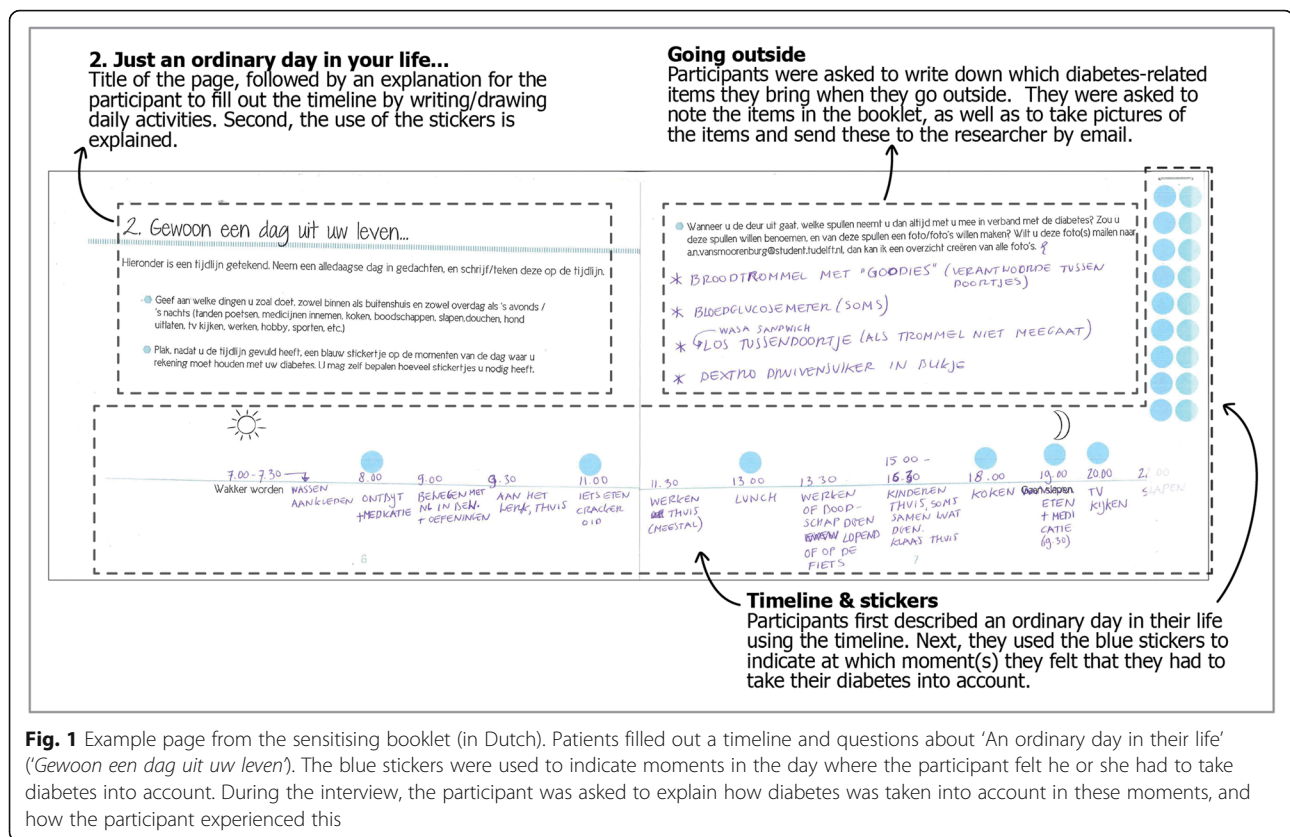 2. Just an ordinary day in your life...
Title of the page, followed by an explanation for the
participant to fill out the timeline by writing/drawing
daily activities. Second, the use of the stickers is
explained.
Going outside
Participants were asked to write down which diabetes-related
items they bring when they go outside. They were asked to
note the items in the booklet, as well as to take pictures
of the items and send these to the researcher by email.
2. Gewoon een dag uit uw leven...
Hieronder is een tijdlijn getekend. Neem een alledaagse dag in gedachten, en schrijf/teken deze op de tijdlijn.
Geef aan welke dingen u zoal doet, zowel binnen als buitenshuis en zowel overdag als 's avonds /
's nachts (tanden poetsen, medicijnen innemen, koken, boodschappen, slapen,douchen, hond
uitlaten, tv kijken, werken, hobby, sporten, etc.)
Plak, nadat u de tijdlijn gevuld heeft, een blauw stickertje op de momenten van de dag waar u
rekening moet houden met uw diabetes. U mag zelf bepalen hoeveel stickertjes u nodig heeft.
Wanneer u de deur uit gaat, welke spullen neemt u dan altijd met u mee in verband met de diabetes? Zou u
deze spullen willen benoemen, en van deze spullen een foto/foto's willen maken? Wilt u deze foto(s) mailen naar
a.n.vansmoorenburg@student.tudelft.nl, dan kan ik een overzicht creëren van alle foto's.
* BROODTROMMEL MET "GOODIES" (VERANTWOORDE TUSSEN
DOORTJES)
* BLOEDGLUCOSEMETER (SOMS)
WASA SANDWICH
* LOS TUSSENDOORTJE (ALS TROMMEL NIET MEEGAAT)
* DEXTRO DRUIVENSUIKER IN BUKJE
7.00-7.30
Wakker worden
WASSEN
AANKLEDEN
8.00
ONTBIJT
+MEDICATIE
9.00
BEWEGEN MET
NL IN BEW.
+ OEFENINGEN
9.30
AAN HET
WERK, THUIS
11.00
IETS ETEN
CRACKER
OID
11.30
WERKEN
THUIS
(MEESTAL)
13.00
LUNCH
13.30
WERKEN
OF BOOD-
SCHAP DOEN
LOPEND
OF OP DE
FIETS
15.00 -
16.30
KINDEREN
THUIS, SOMS
SAMEN WAT
DOEN.
KLAAS THUIS
18.00
KOKEN
19.00
Gaan slapen
ETEN
+ MEDI
CATIE
(9.30)
20.00
TV
KIJKEN
SLAPEN
6
7
Timeline & stickers
Participants first described an ordinary day in their life
using the timeline. Next, they used the blue stickers to
indicate at which moment(s) they felt that they had to
take their diabetes into account.
Fig. 1 Example page from the sensitising booklet (in Dutch). Patients filled out a timeline and questions about 'An ordinary day in their life'
('Gewoon een dag uit uw leven'). The blue stickers were used to indicate moments in the day where the participant felt he or she had to take
diabetes into account. During the interview, the participant was asked to explain how diabetes was taken into account in these moments, and
how the participant experienced this